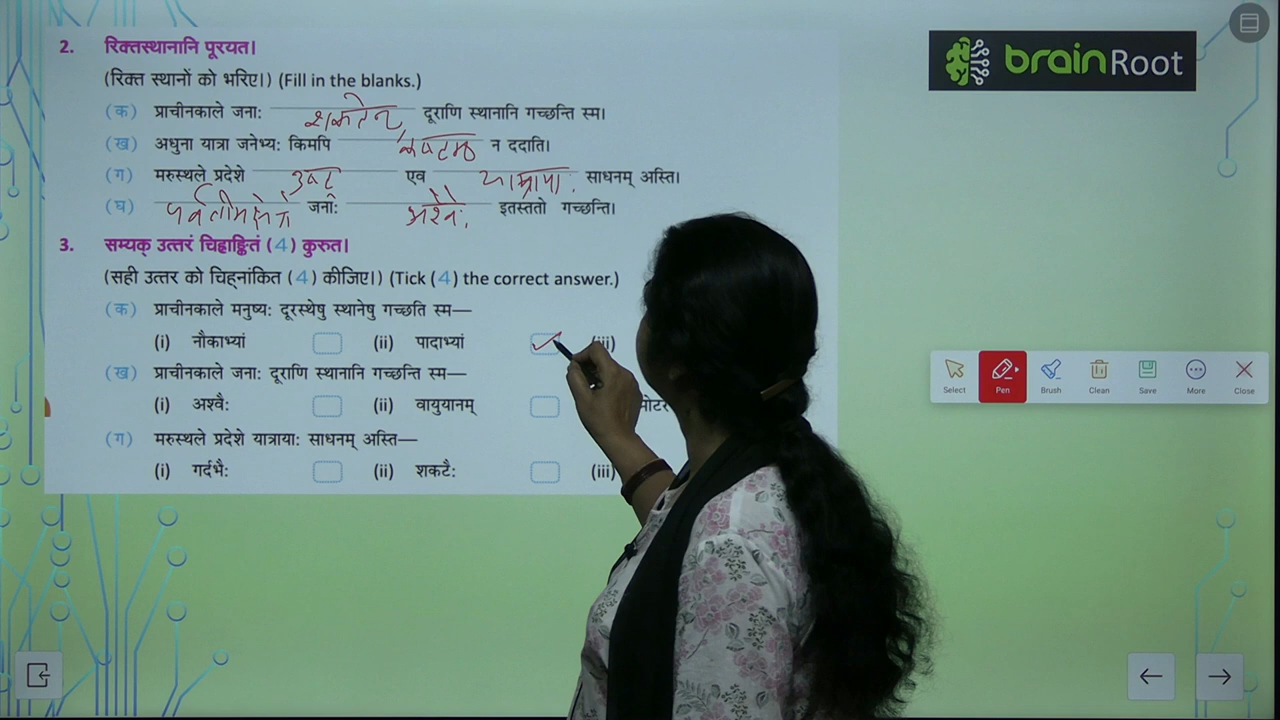 brainRoot
2. रिक्तस्थानानि पूरयत।
(रिक्त स्थानों को भरिए।) (Fill in the blanks.)
(क) प्राचीनकाले जना: शकटेन दूराणि स्थानानि गच्छन्ति स्म।
(ख) अधुना यात्रा जनेभ्य: किमपि कष्टम् न ददाति।
(ग) मरुस्थले प्रदेशे उष्ट्र एव यात्राया: साधनम् अस्ति।
(घ) पर्वतीयक्षेत्रे जना: अश्वै: इतस्ततो गच्छन्ति।
3. सम्यक् उत्तरं चिह्नाङ्कितं (4) कुरुत।
(सही उत्तर को चिह्नांकित (4) कीजिए।) (Tick (4) the correct answer.)
(क) प्राचीनकाले मनुष्य: दूरस्थेषु स्थानेषु गच्छति स्म—
(i) नौकाभ्यां (ii) पादाभ्यां (iii)
(ख) प्राचीनकाले जना: दूराणि स्थानानि गच्छन्ति स्म—
(i) अश्वै: (ii) वायुयानम् मोटर
(ग) मरुस्थले प्रदेशे यात्राया: साधनम् अस्ति—
(i) गर्दभै: (ii) शकटै: (iii)
Select Pen Brush Clean Save More Close